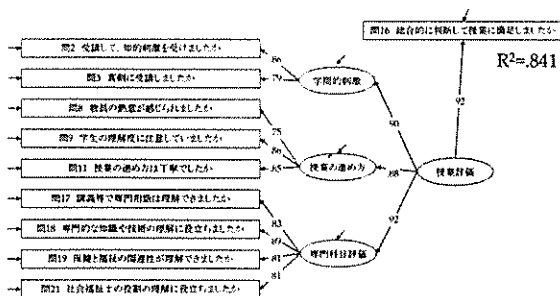 問16 総合的に判断して授業に満足しましたか
R²=.841
問2 受講して、知的刺激を受けましたか
問3 真剣に受講しましたか
問8 教員の熱意が感じられましたか
問9 学生の理解度に注意していましたか
問11 授業の進め方は丁寧でしたか
問17 講義等で専門用語は理解できましたか
問18 専門的な知識や技術の理解に役立ちましたか
問19 保健と福祉の関連性が理解できましたか
問21 社会福祉士の役割の理解に役立ちましたか
.86
.79
学問的刺激
.75
.86
.85
授業の進め方
.83
.89
.81
.81
専門科目評価
.90
.88
.92
.92
授業評価